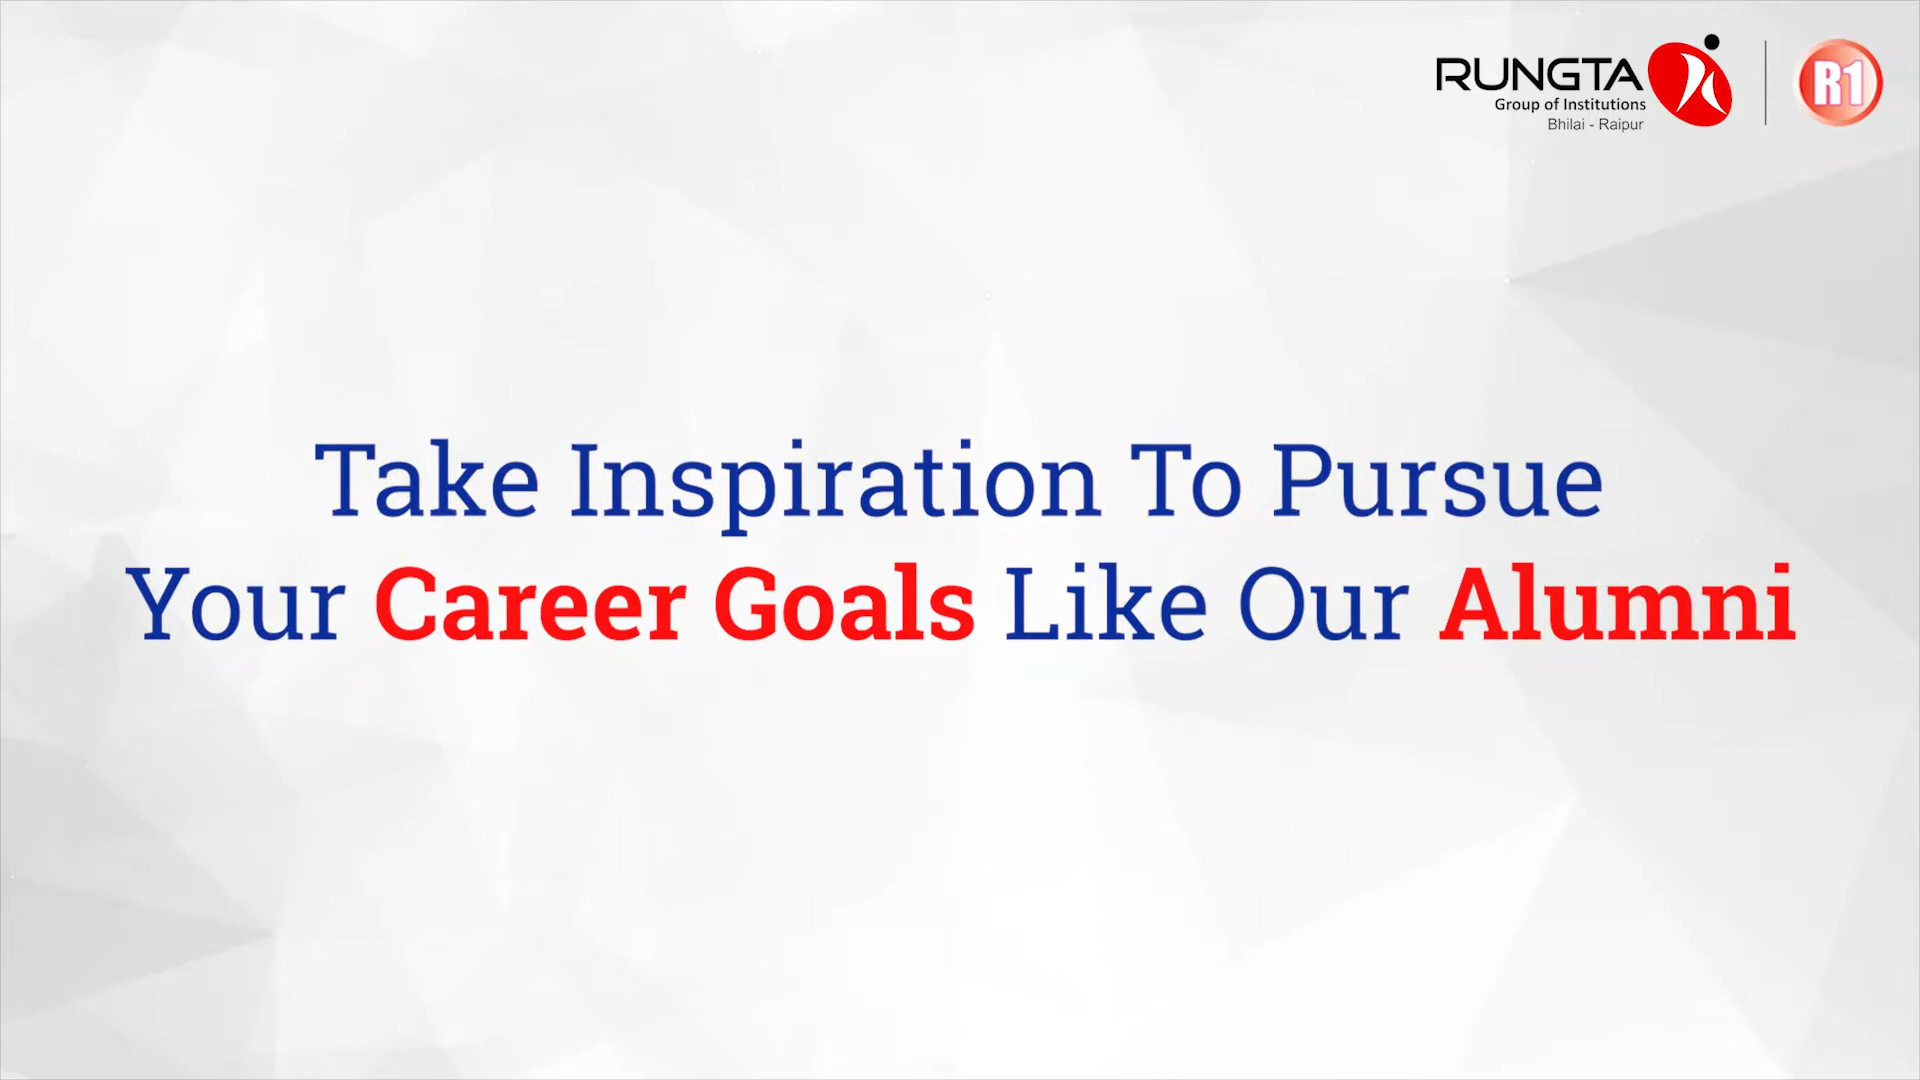 RUNGTA
Group of Institutions
Bhilai - Raipur
R1
Take Inspiration To Pursue
Your Career Goals Like Our Alumni